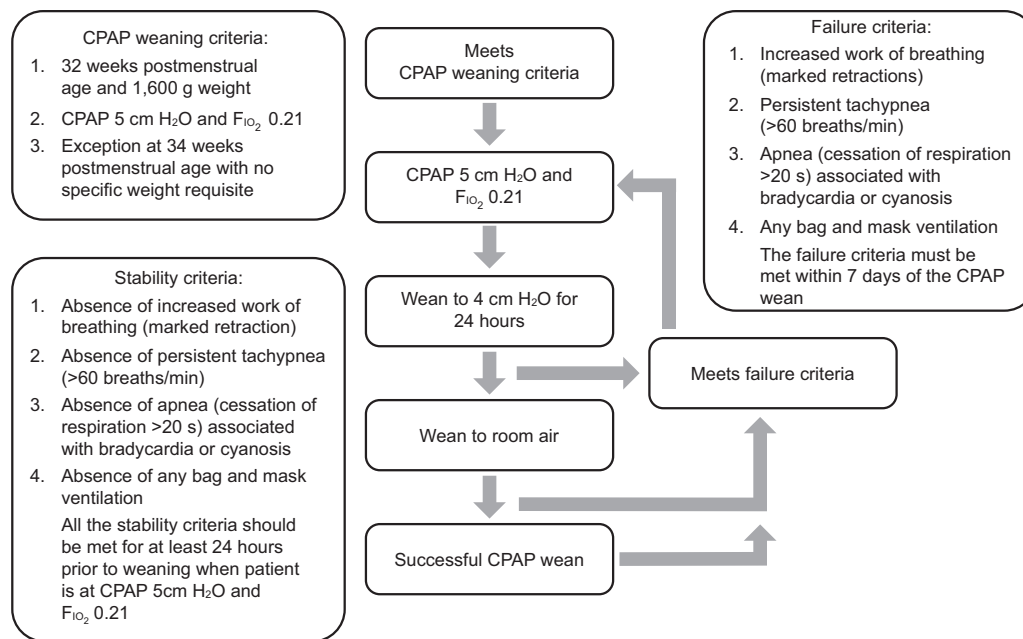 CPAP weaning criteria:
1. 32 weeks postmenstrual
age and 1,600 g weight
2. CPAP 5 cm H₂O and FIO₂ 0.21
3. Exception at 34 weeks
postmenstrual age with no
specific weight requisite
Stability criteria:
1. Absence of increased work of
breathing (marked retraction)
2. Absence of persistent tachypnea
(>60 breaths/min)
3. Absence of apnea (cessation of
respiration >20 s) associated
with bradycardia or cyanosis
4. Absence of any bag and mask
ventilation
All the stability criteria should
be met for at least 24 hours
prior to weaning when patient
is at CPAP 5cm H₂O and
FIO₂ 0.21
Meets
CPAP weaning criteria
CPAP 5 cm H₂O and
FIO₂ 0.21
Wean to 4 cm H₂O for
24 hours
Wean to room air
Successful CPAP wean
Failure criteria:
1. Increased work of breathing
(marked retractions)
2. Persistent tachypnea
(>60 breaths/min)
3. Apnea (cessation of respiration
>20 s) associated with
bradycardia or cyanosis
4. Any bag and mask ventilation
The failure criteria must be
met within 7 days of the CPAP
wean
Meets failure criteria